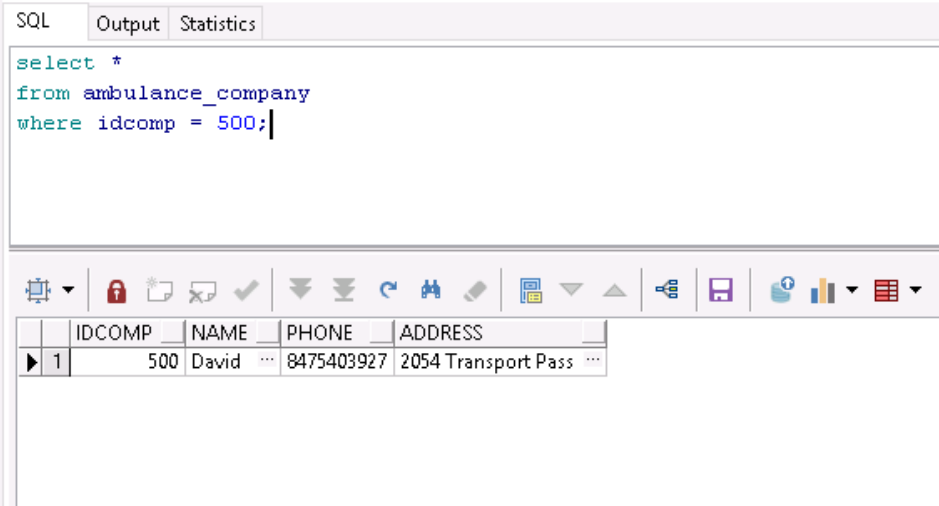 SQL Output Statistics
select *
from ambulance_company
where idcomp = 500;
IDCOMP NAME PHONE ADDRESS
1 500 David ... 8475403927 2054 Transport Pass ...